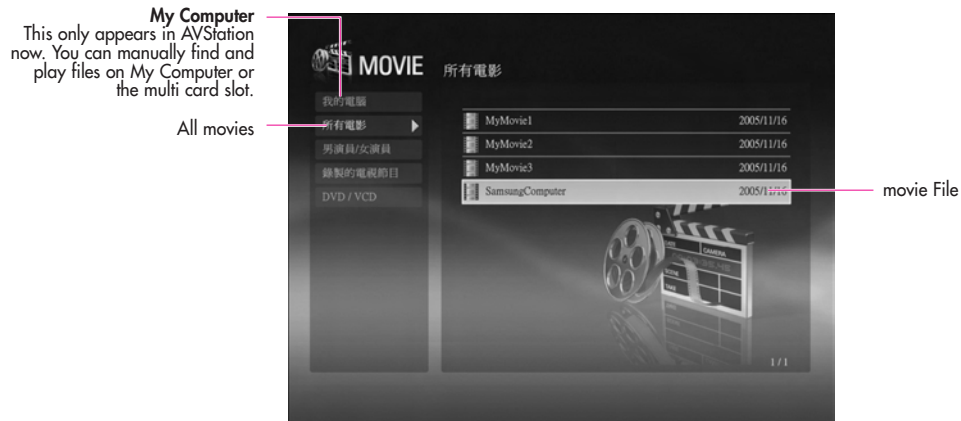 My Computer
This only appears in AVStation
now. You can manually find and
play files on My Computer or
the multi card slot.
All movies
MOVIE
所有電影
我的電腦
所有電影
男演員/女演員
錄製的電視節目
DVD / VCD
MyMovie1 2005/11/16
MyMovie2 2005/11/16
MyMovie3 2005/11/16
SamsungComputer 2005/11/16
movie File
CAMERA
SCENE
TAKE
1 / 1